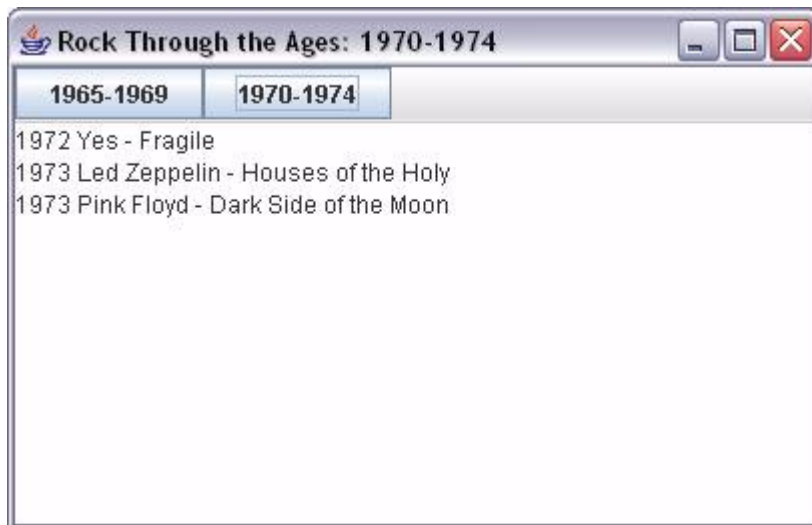 Rock Through the Ages: 1970-1974
1965-1969 1970-1974
1972 Yes - Fragile
1973 Led Zeppelin - Houses of the Holy
1973 Pink Floyd - Dark Side of the Moon